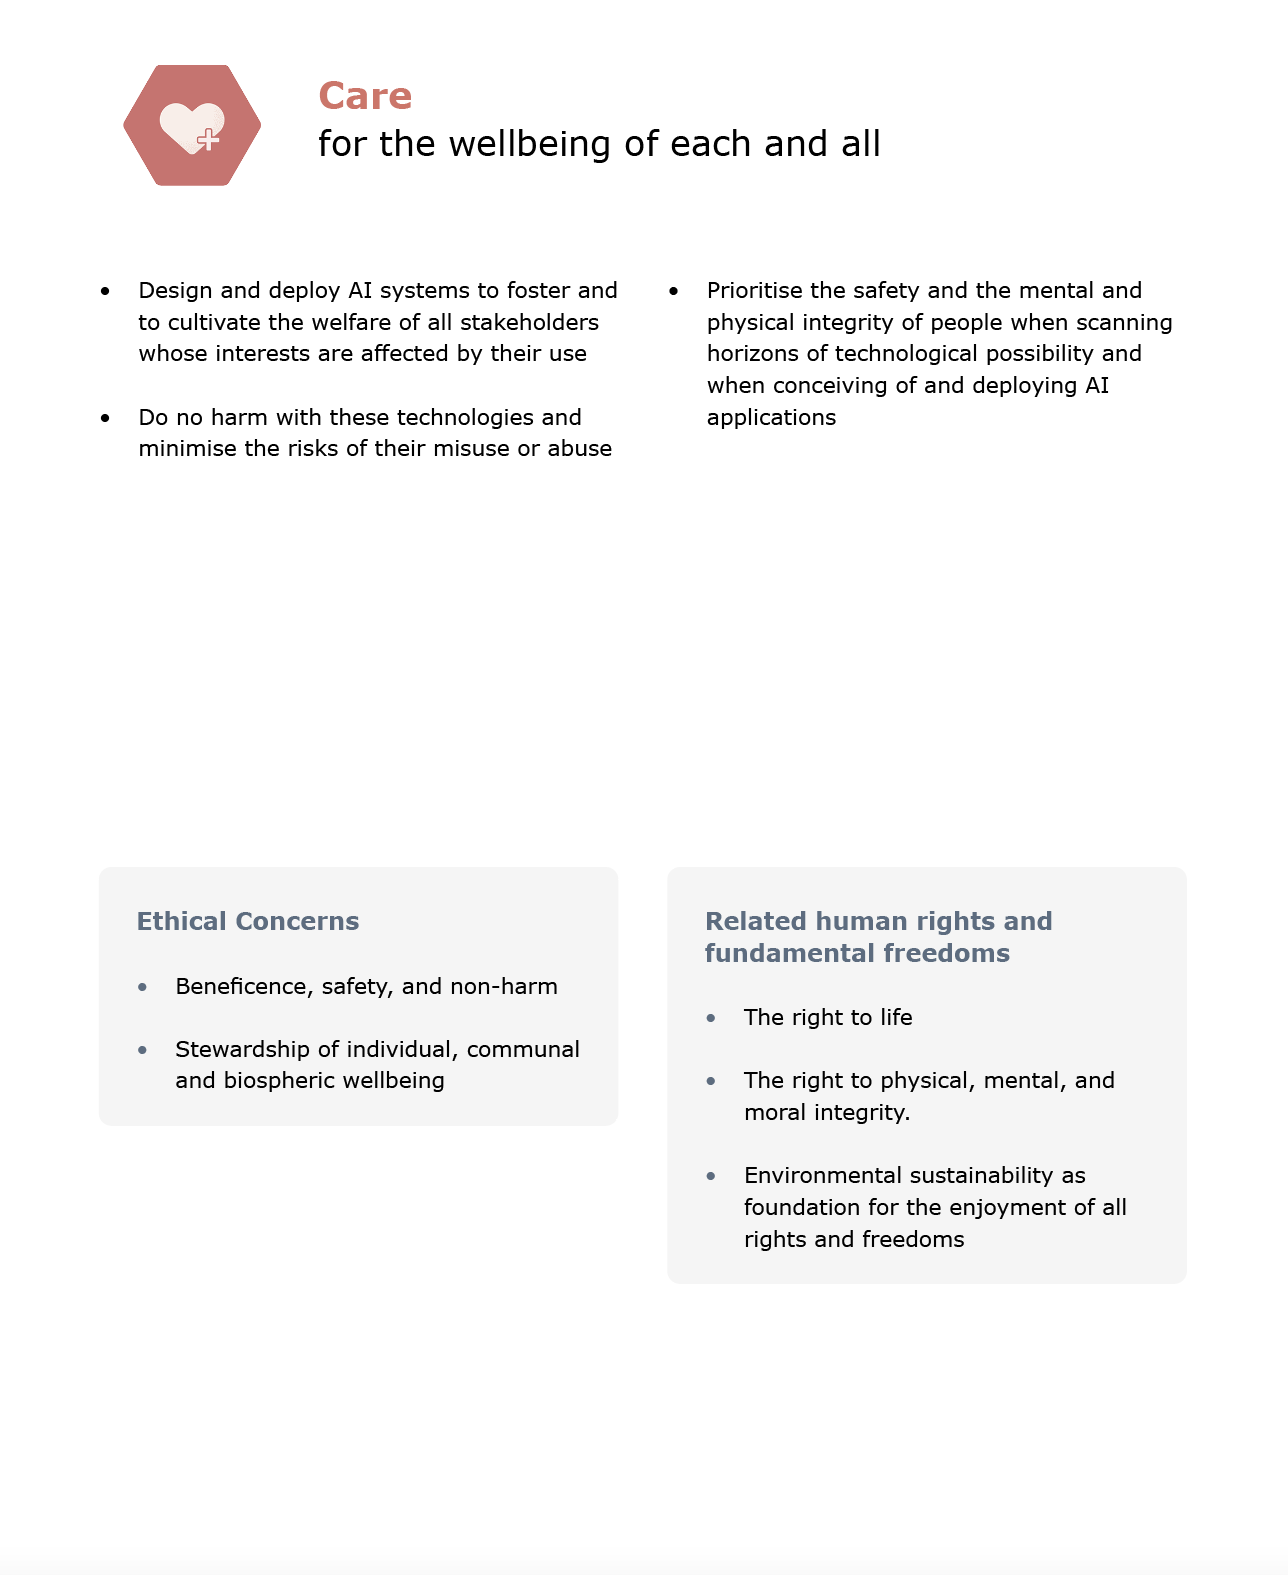 Care
for the wellbeing of each and all
• Design and deploy AI systems to foster and
to cultivate the welfare of all stakeholders
whose interests are affected by their use
• Do no harm with these technologies and
minimise the risks of their misuse or abuse
• Prioritise the safety and the mental and
physical integrity of people when scanning
horizons of technological possibility and
when conceiving of and deploying AI
applications
Ethical Concerns
• Beneficence, safety, and non-harm
• Stewardship of individual, communal
and biospheric wellbeing
Related human rights and
fundamental freedoms
• The right to life
• The right to physical, mental, and
moral integrity.
• Environmental sustainability as
foundation for the enjoyment of all
rights and freedoms